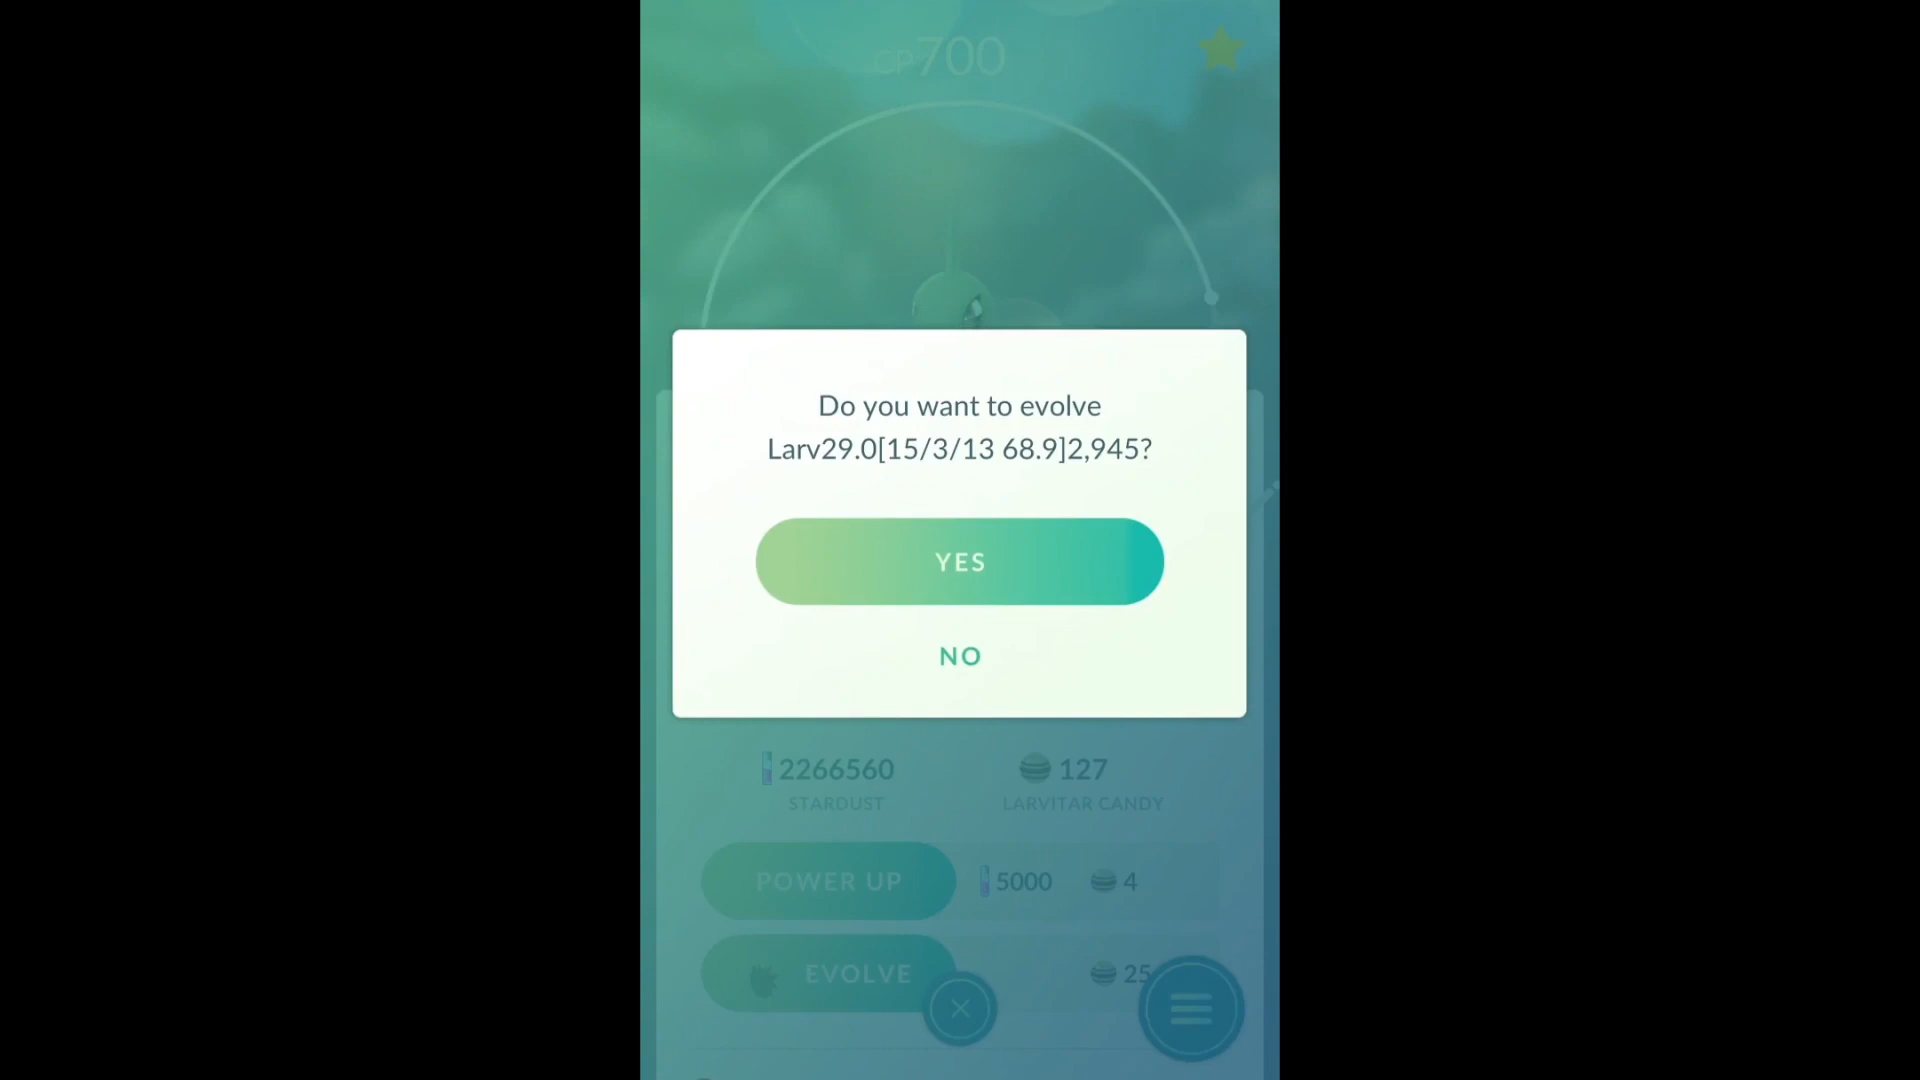 CP700
Do you want to evolve
Larv29.0[15/3/13 68.9]2,945?
YES
NO
2266560
127
STARDUST
LARVITAR CANDY
POWER UP
5000
4
EVOLVE
25